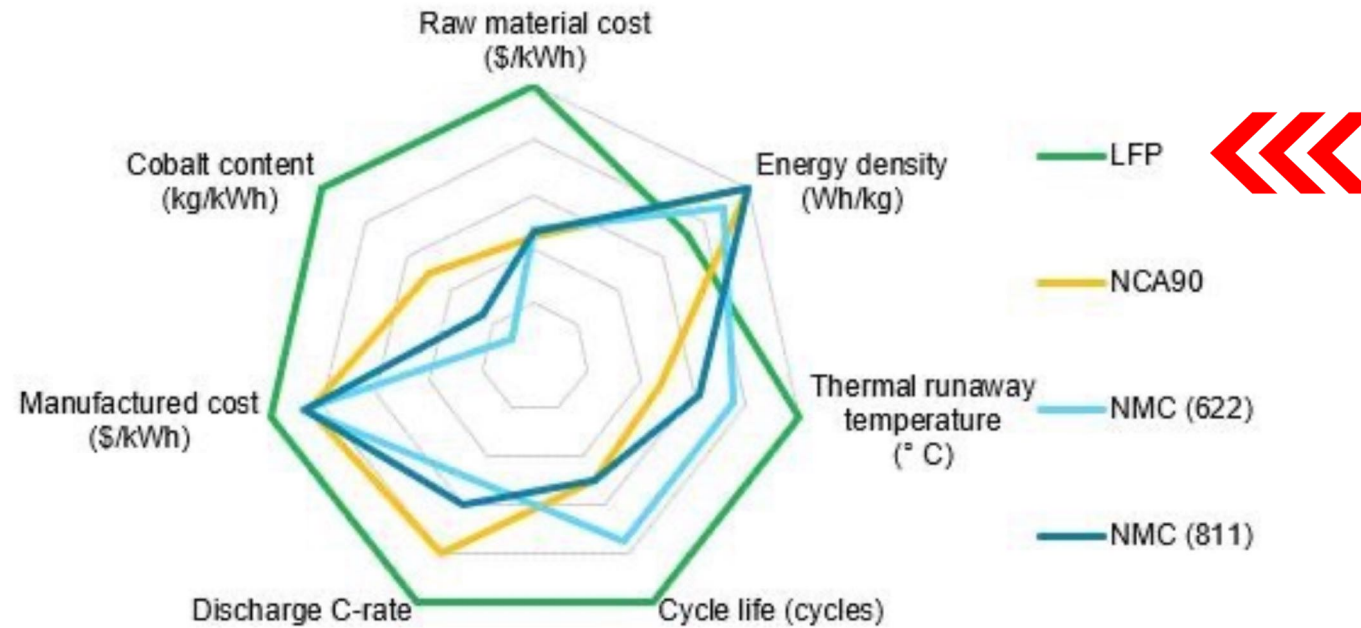 Raw material cost
($/kWh)
Cobalt content
(kg/kWh)
Energy density
(Wh/kg)
LFP
NCA90
Manufactured cost
($/kWh)
Thermal runaway
temperature
(° C)
NMC (622)
NMC (811)
Discharge C-rate
Cycle life (cycles)